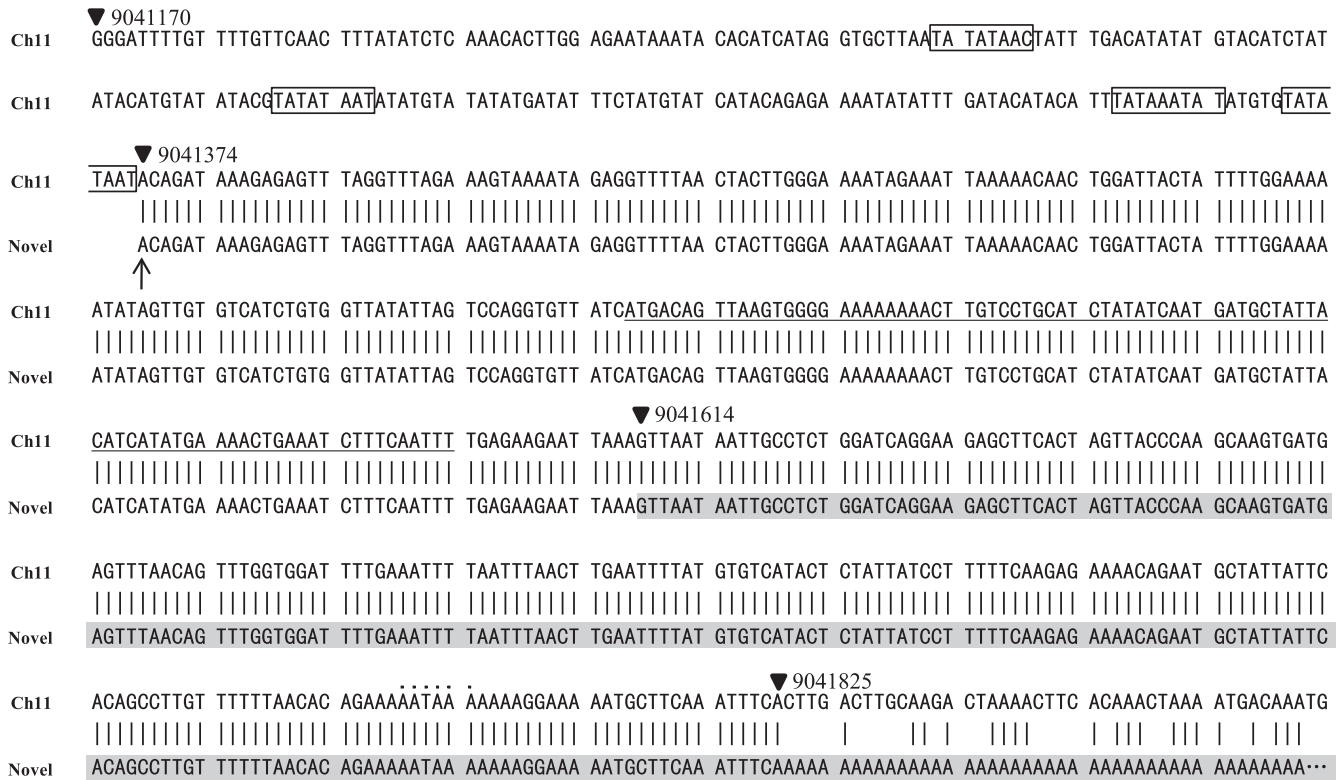 ▼ 9041170
Ch11 GGGATTTTGT TTTGTTCAAC TTTATATCTC AAACACTTGG AGAATAAATA CACATCATAG GTGCTTAATA TATAACTATT TGACATATAT GTACATCTAT
Ch11 ATACATGTAT ATACGTATAT AATATATGTA TATATGATAT TTCTATGTAT CATACAGAGA AAATATATTT GATACATACA TTTATAAATA TATGTGTATA
▼ 9041374
Ch11 TAATACAGAT AAAGAGAGTT TAGGTTTAGA AAGTAAAATA GAGGTTTTAA CTACTTGGGA AAATAGAAAT TAAAAACAAC TGGATTACTA TTTTGGAAAA
Novel ACAGAT AAAGAGAGTT TAGGTTTAGA AAGTAAAATA GAGGTTTTAA CTACTTGGGA AAATAGAAAT TAAAAACAAC TGGATTACTA TTTTGGAAAA
Ch11 ATATAGTTGT GTCATCTGTG GTTATATTAG TCCAGGTGTT ATCATGACAG TTAAGTGGGG AAAAAAAACT TGTCCTGCAT CTATATCAAT GATGCTATTA
Novel ATATAGTTGT GTCATCTGTG GTTATATTAG TCCAGGTGTT ATCATGACAG TTAAGTGGGG AAAAAAAACT TGTCCTGCAT CTATATCAAT GATGCTATTA
▼ 9041614
Ch11 CATCATATGA AAACTGAAAT CTTTCAATTT TGAGAAGAAT TAAAGTTAAT AATTGCCTCT GGATCAGGAA GAGCTTCACT AGTTACCCAA GCAAGTGATG
Novel CATCATATGA AAACTGAAAT CTTTCAATTT TGAGAAGAAT TAAAGTTAAT AATTGCCTCT GGATCAGGAA GAGCTTCACT AGTTACCCAA GCAAGTGATG
Ch11 AGTTTAACAG TTTGGTGGAT TTTGAAATTT TAATTTAACT TGAATTTTAT GTGTCATACT CTATTATCCT TTTTCAAGAG AAAACAGAAT GCTATTATTC
Novel AGTTTAACAG TTTGGTGGAT TTTGAAATTT TAATTTAACT TGAATTTTAT GTGTCATACT CTATTATCCT TTTTCAAGAG AAAACAGAAT GCTATTATTC
▼ 9041825
Ch11 ACAGCCTTGT TTTTTAACAC AGAAAAATAA AAAAAGGAAA AATGCTTCAA ATTTCACTTG ACTTGCAAGA CTAAAACTTC ACAAACTAAA ATGACAAATG
Novel ACAGCCTTGT TTTTTAACAC AGAAAAATAA AAAAAGGAAA AATGCTTCAA ATTTCAAAAA AAAAAAAAAA AAAAAAAAAA AAAAAAAAAA AAAAAAAA···